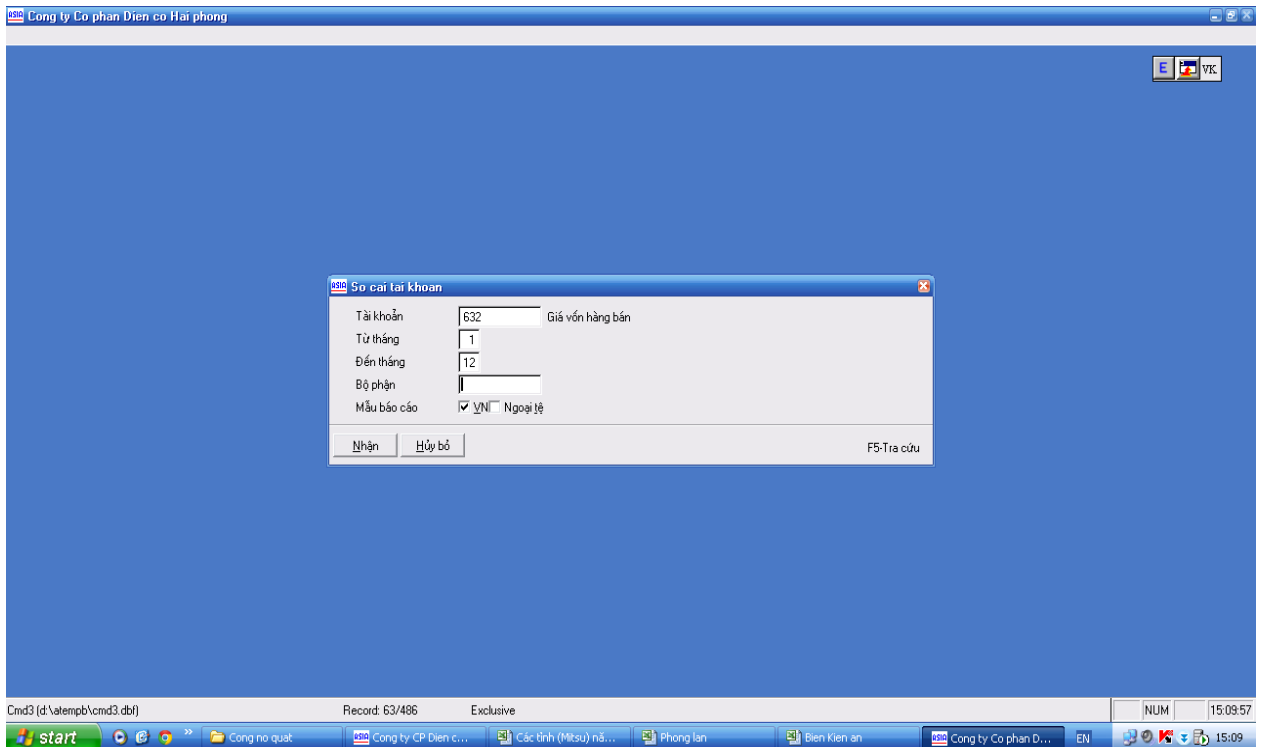 ASIA Cong ty Co phan Dien co Hai phong
E VK
ASIA So cai tai khoan
Tài khoản 632 Giá vốn hàng bán
Từ tháng 1
Đến tháng 12
Bộ phận
Mẫu báo cáo VN Ngoại tệ
Nhận Hủy bỏ F5-Tra cứu
Cmd3 (d:\atempb\cmd3.dbf) Record: 63/486 Exclusive NUM 15:09:57
start » Cong no quat ASIA Cong ty CP Dien c... Các tỉnh (Mitsu) nă... Phong lan Bien Kien an ASIA Cong ty Co phan D... EN 15:09